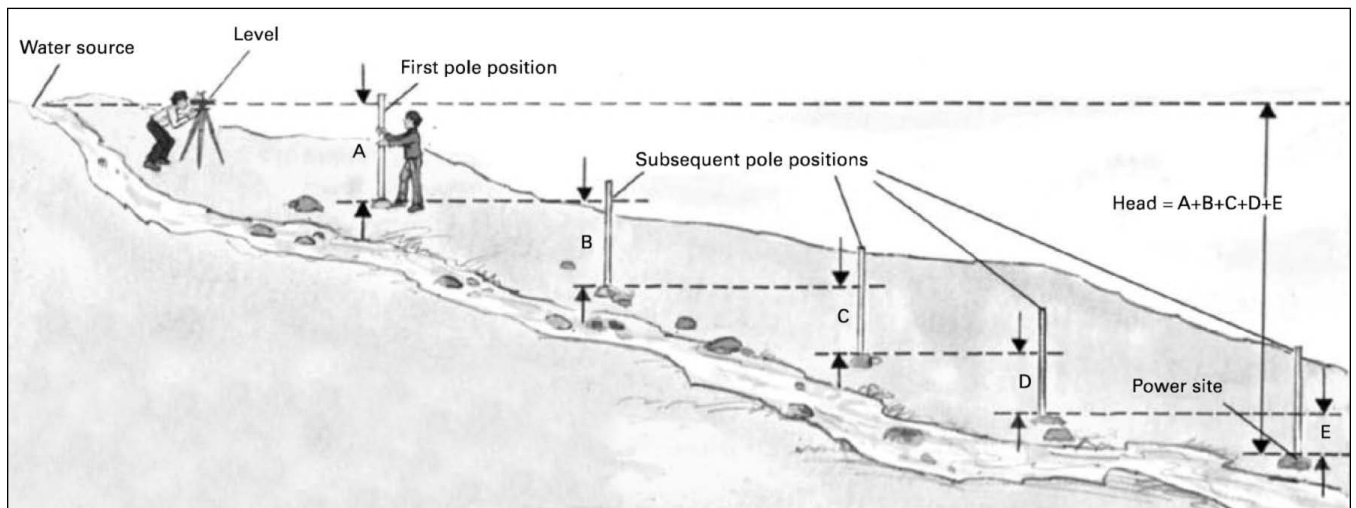 Water source
Level
First pole position
A
Subsequent pole positions
Head = A+B+C+D+E
B
C
D
Power site
E